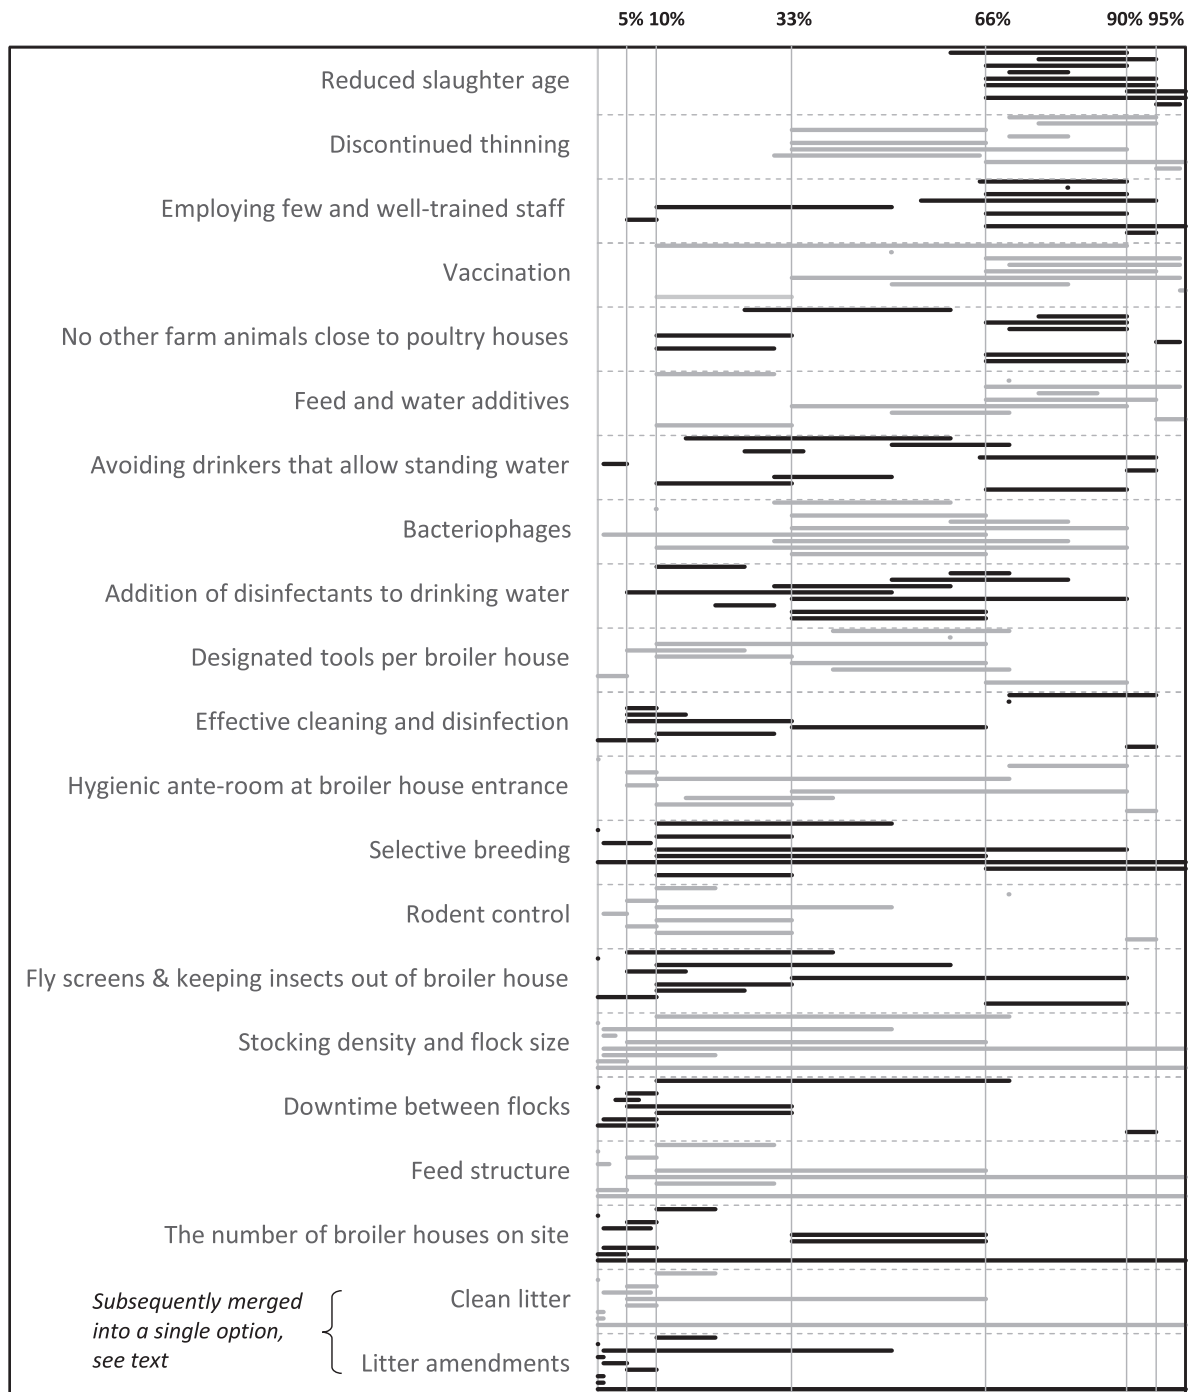 5% 10% 33% 66% 90% 95%
Reduced slaughter age
Discontinued thinning
Employing few and well-trained staff
Vaccination
No other farm animals close to poultry houses
Feed and water additives
Avoiding drinkers that allow standing water
Bacteriophages
Addition of disinfectants to drinking water
Designated tools per broiler house
Effective cleaning and disinfection
Hygienic ante-room at broiler house entrance
Selective breeding
Rodent control
Fly screens & keeping insects out of broiler house
Stocking density and flock size
Downtime between flocks
Feed structure
The number of broiler houses on site
Clean litter
Subsequently merged
into a single option,
see text
Litter amendments